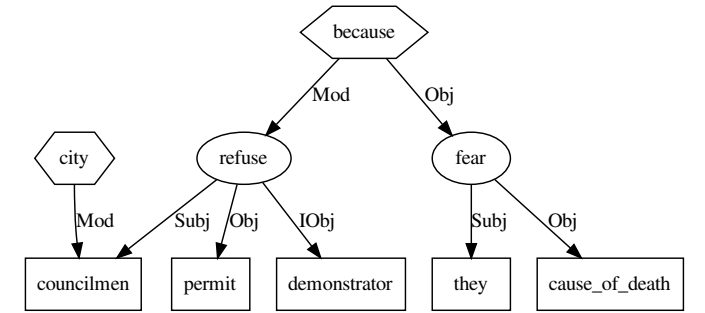 because
Mod Obj
city refuse fear
Mod Subj Obj IObj Subj Obj
councilmen permit demonstrator they cause_of_death